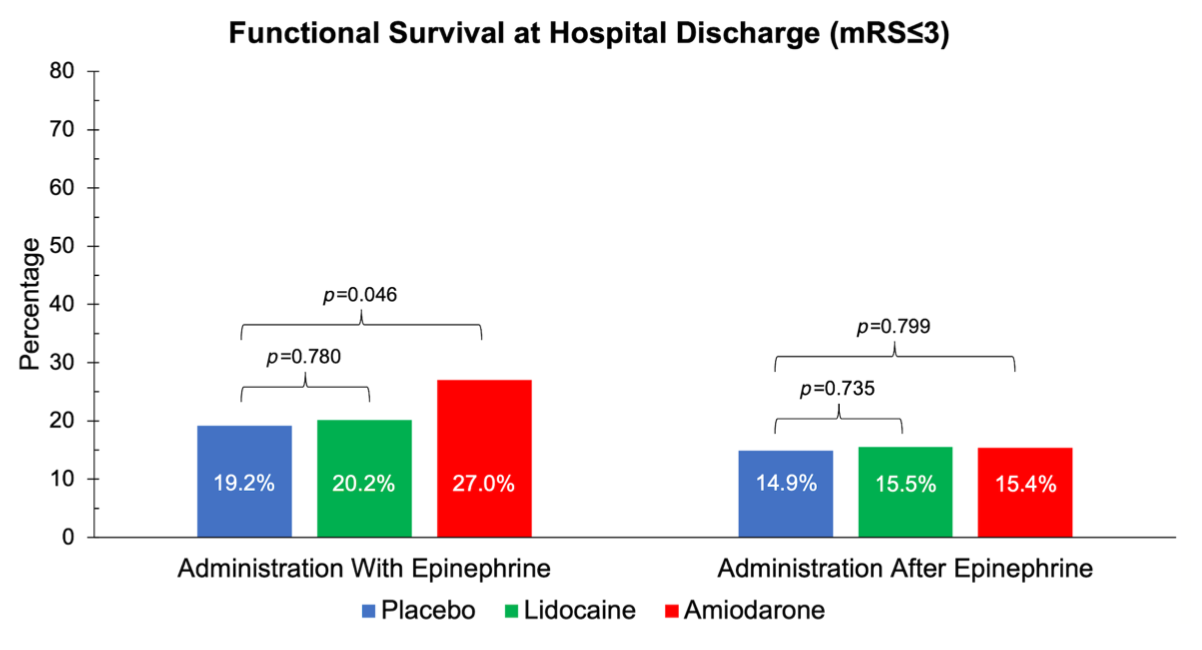 Functional Survival at Hospital Discharge (mRS≤3)
80
70
60
50
40
30
20
10
0
Percentage
p=0.046
p=0.780
19.2%
20.2%
27.0%
p=0.799
p=0.735
14.9%
15.5%
15.4%
Administration With Epinephrine
Administration After Epinephrine
Placebo
Lidocaine
Amiodarone